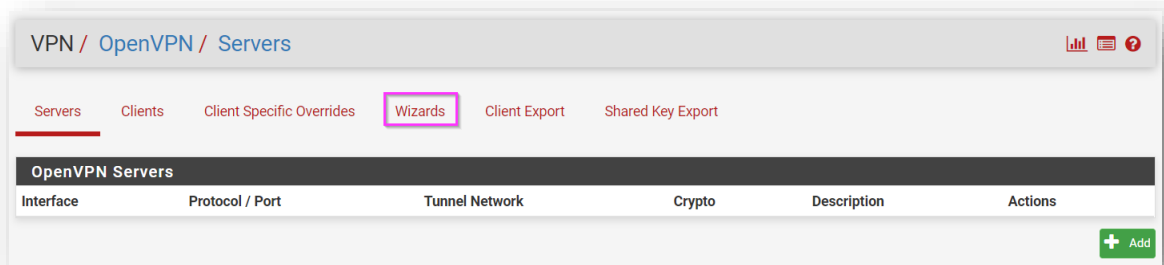 VPN / OpenVPN / Servers
Servers Clients Client Specific Overrides Wizards Client Export Shared Key Export
OpenVPN Servers
Interface Protocol / Port Tunnel Network Crypto Description Actions
Add